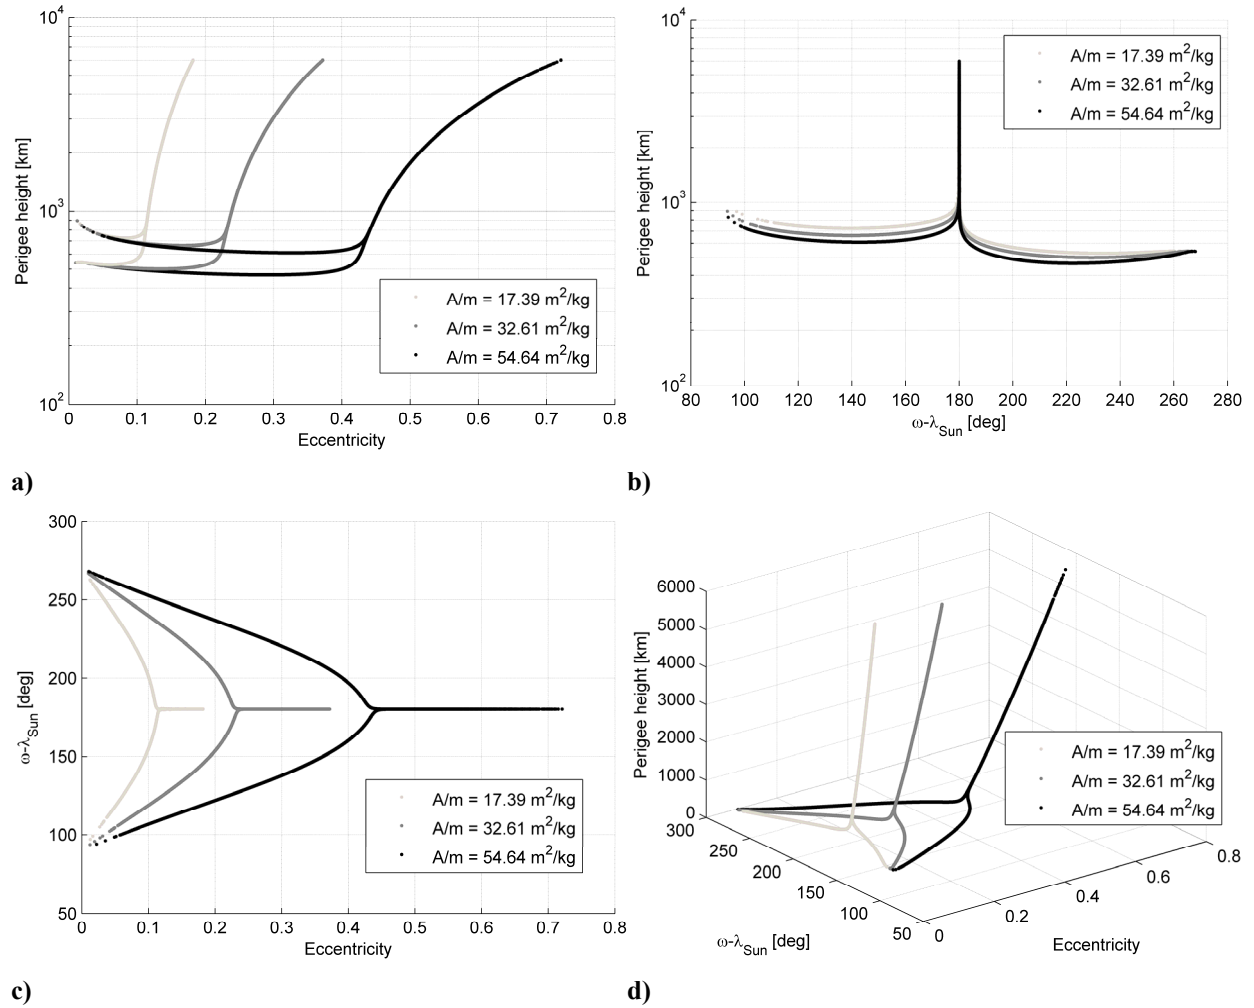 10^4
10^3
10^2
Perigee height [km]
0 0.1 0.2 0.3 0.4 0.5 0.6 0.7 0.8
Eccentricity
A/m = 17.39 m^2/kg
A/m = 32.61 m^2/kg
A/m = 54.64 m^2/kg
a)
10^4
10^3
10^2
Perigee height [km]
80 100 120 140 160 180 200 220 240 260 280
ω-λ_Sun [deg]
A/m = 17.39 m^2/kg
A/m = 32.61 m^2/kg
A/m = 54.64 m^2/kg
b)
300
250
200
150
100
50
ω-λ_Sun [deg]
0 0.1 0.2 0.3 0.4 0.5 0.6 0.7 0.8
Eccentricity
A/m = 17.39 m^2/kg
A/m = 32.61 m^2/kg
A/m = 54.64 m^2/kg
c)
6000
5000
4000
3000
2000
1000
0
Perigee height [km]
300
250
200
150
100
50
ω-λ_Sun [deg]
0
0.2
0.4
0.6
0.8
Eccentricity
A/m = 17.39 m^2/kg
A/m = 32.61 m^2/kg
A/m = 54.64 m^2/kg
d)